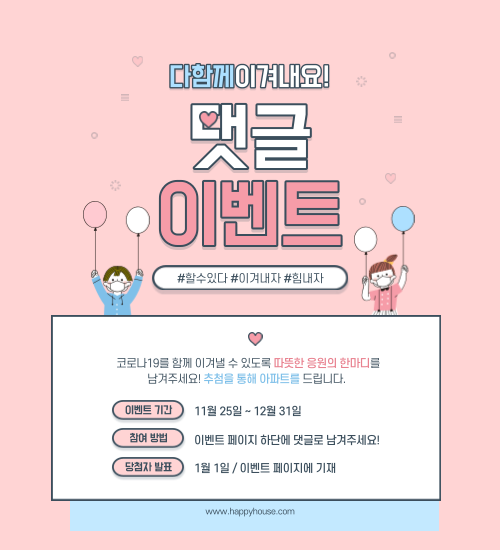 다함께이겨내요!
댓글
이벤트
#할수있다 #이겨내자 #힘내자
코로나19를 함께 이겨낼 수 있도록 따뜻한 응원의 한마디를
남겨주세요! 추첨을 통해 아파트를 드립니다.
이벤트 기간 11월 25일 ~ 12월 31일
참여 방법 이벤트 페이지 하단에 댓글로 남겨주세요!
당첨자 발표 1월 1일 / 이벤트 페이지에 기재
www.happyhouse.com